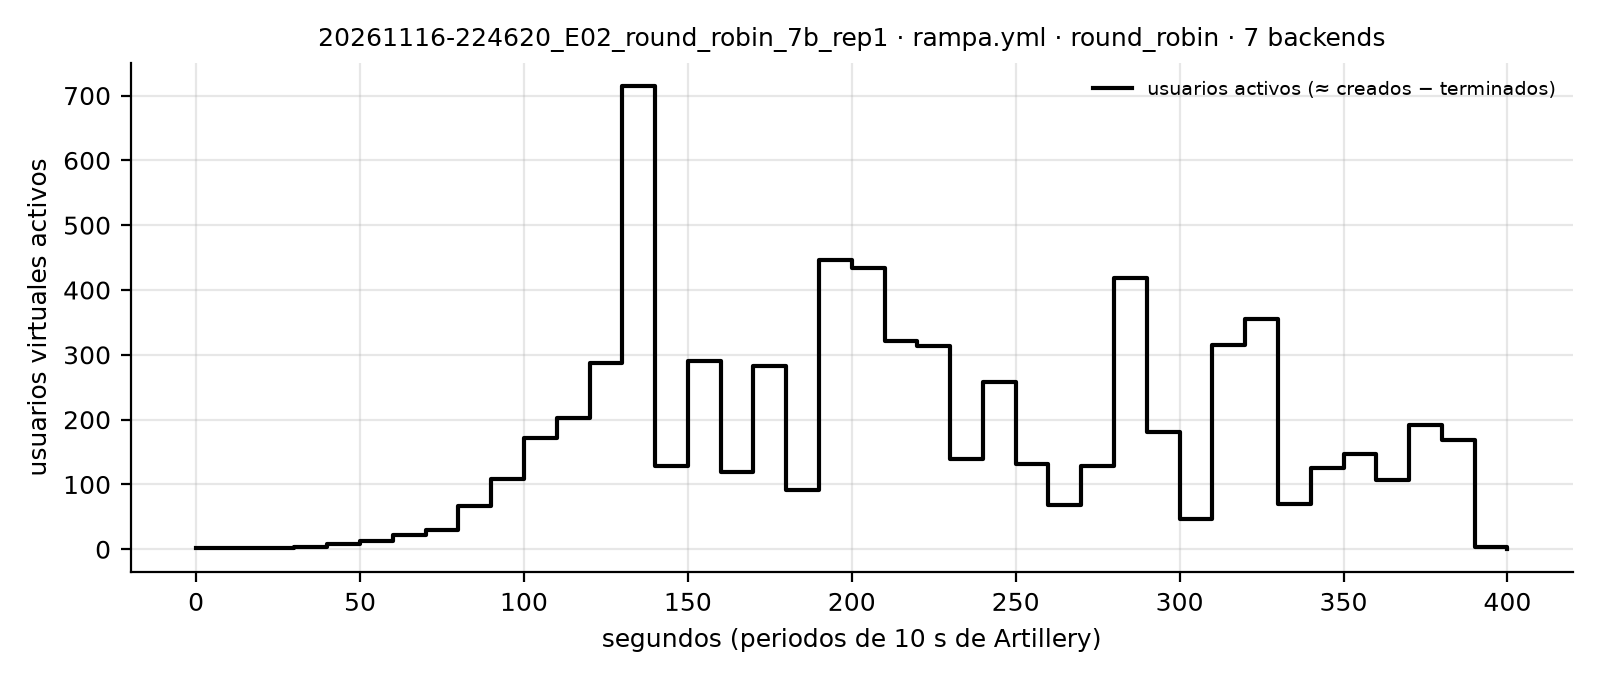 20261116-224620_E02_round_robin_7b_rep1 · rampa.yml · round_robin · 7 backends
usuarios activos (≈ creados − terminados)
usuarios virtuales activos
700
600
500
400
300
200
100
0
0 50 100 150 200 250 300 350 400
segundos (periodos de 10 s de Artillery)